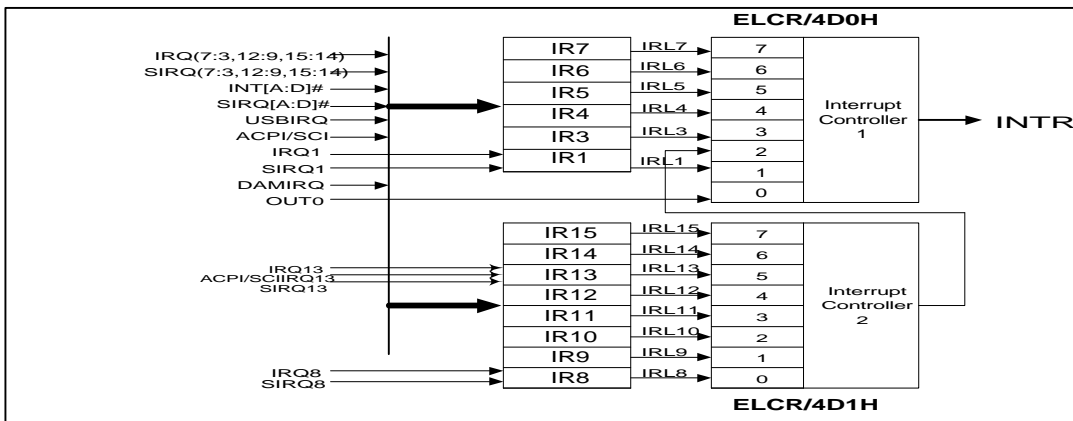 ELCR/4D0H
IRQ(7:3,12:9,15:14)
SIRQ(7:3,12:9,15:14)
INT[A:D]#
SIRQ[A:D]#
USBIRQ
ACPI/SCI
IRQ1
SIRQ1
DAMIRQ
OUT0
IR7
IR6
IR5
IR4
IR3
IR1
IRL7
IRL6
IRL5
IRL4
IRL3
IRL1
7
6
5
4
3
2
1
0
Interrupt
Controller
1
INTR
IRQ13
ACPI/SCIIRQ13
SIRQ13
IRQ8
SIRQ8
IR15
IR14
IR13
IR12
IR11
IR10
IR9
IR8
IRL15
IRL14
IRL13
IRL12
IRL11
IRL10
IRL9
IRL8
7
6
5
4
3
2
1
0
Interrupt
Controller
2
ELCR/4D1H